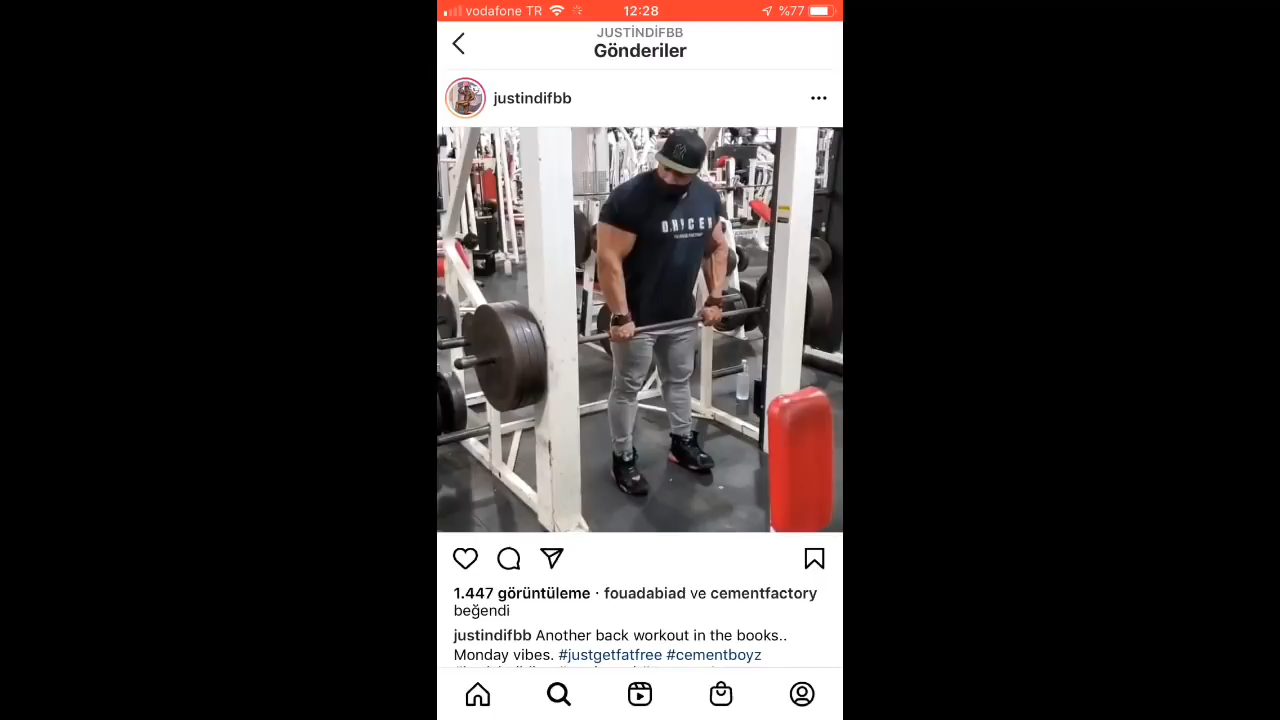 vodafone TR 12:28 %77
JUSTİNDİFBB
Gönderiler
justindifbb
1.447 görüntüleme · fouadabiad ve cementfactory
beğendi
justindifbb Another back workout in the books..
Monday vibes. #justgetfatfree #cementboyz